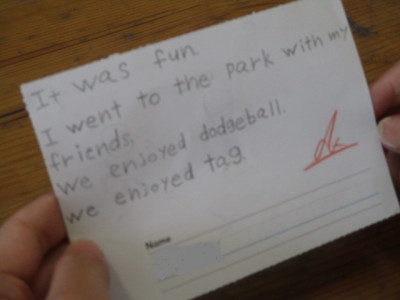 It was fun
I went to the park with my
friends.
we enjoyed dodgeball.
we enjoyed tag.
Name